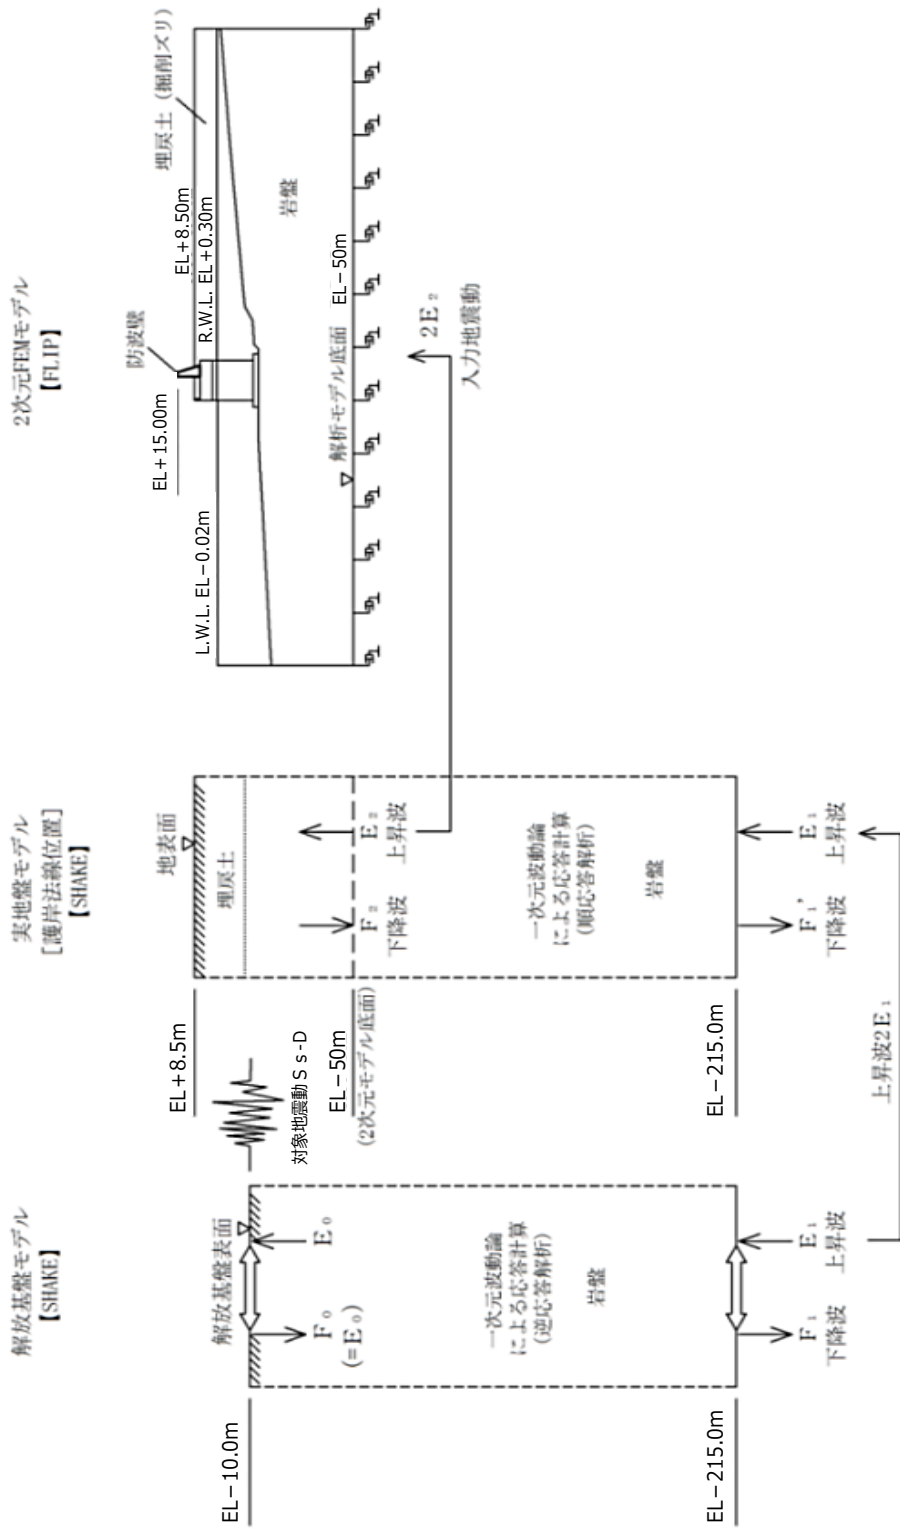 解放基盤モデル
【SHAKE】
EL－10.0m
解放基盤表面
F₀
(=E₀)
E₀
対象地震動Ｓｓ-D
一次元波動論
による応答計算
(逆応答解析)
岩盤
EL－215.0m
F₁
下降波
E₁
上昇波
上昇波2E₁
実地盤モデル
［護岸法線位置］
【SHAKE】
EL＋8.5m
地表面
埋戻土
EL－50m
(2次元モデル底面)
F₂
下降波
E₂
上昇波
一次元波動論
による応答計算
(順応答解析)
岩盤
EL－215.0m
F₁'
下降波
E₁
上昇波
2次元FEMモデル
【FLIP】
EL＋15.00m
防波壁
埋戻土（掘削ズリ）
EL＋8.50m
L.W.L. EL－0.02m
R.W.L. EL＋0.30m
岩盤
解析モデル底面
EL－50m
2E₂
入力地震動